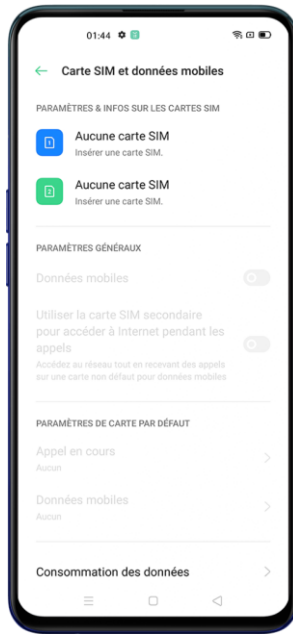 01:44
Carte SIM et données mobiles
PARAMÈTRES & INFOS SUR LES CARTES SIM
1
Aucune carte SIM
Insérer une carte SIM.
2
Aucune carte SIM
Insérer une carte SIM.
PARAMÈTRES GÉNÉRAUX
Données mobiles
Utiliser la carte SIM secondaire
pour accéder à Internet pendant les
appels
Accédez au réseau tout en recevant des appels
sur une carte non défaut pour données mobiles
PARAMÈTRES DE CARTE PAR DÉFAUT
Appel en cours
Aucun
Données mobiles
Aucun
Consommation des données